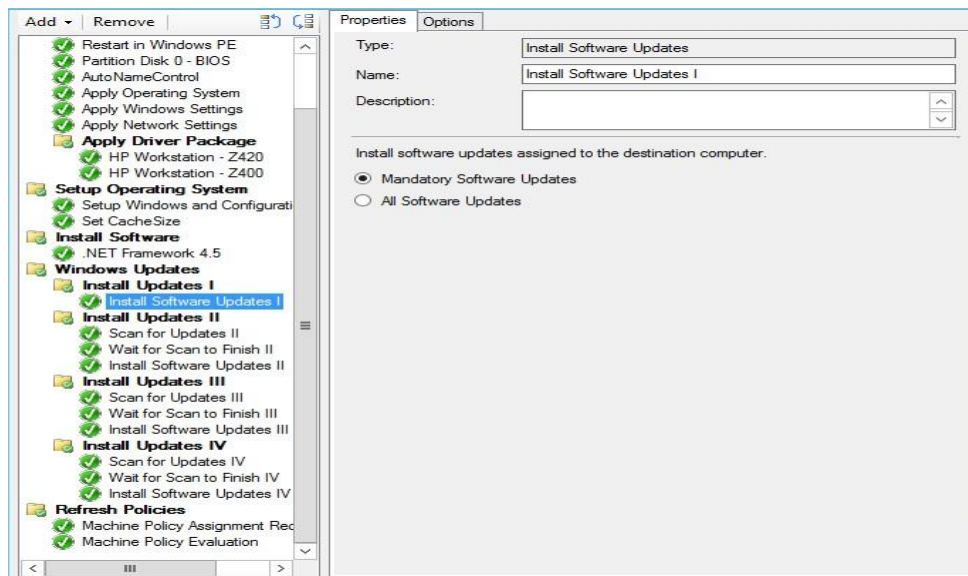 Add Remove
Restart in Windows PE
Partition Disk 0 - BIOS
AutoNameControl
Apply Operating System
Apply Windows Settings
Apply Network Settings
Apply Driver Package
HP Workstation - Z420
HP Workstation - Z400
Setup Operating System
Setup Windows and Configurati
Set CacheSize
Install Software
.NET Framework 4.5
Windows Updates
Install Updates I
Install Software Updates I
Install Updates II
Scan for Updates II
Wait for Scan to Finish II
Install Software Updates II
Install Updates III
Scan for Updates III
Wait for Scan to Finish III
Install Software Updates III
Install Updates IV
Scan for Updates IV
Wait for Scan to Finish IV
Install Software Updates IV
Refresh Policies
Machine Policy Assignment Req
Machine Policy Evaluation
Properties Options
Type: Install Software Updates
Name: Install Software Updates I
Description:
Install software updates assigned to the destination computer.
Mandatory Software Updates
All Software Updates